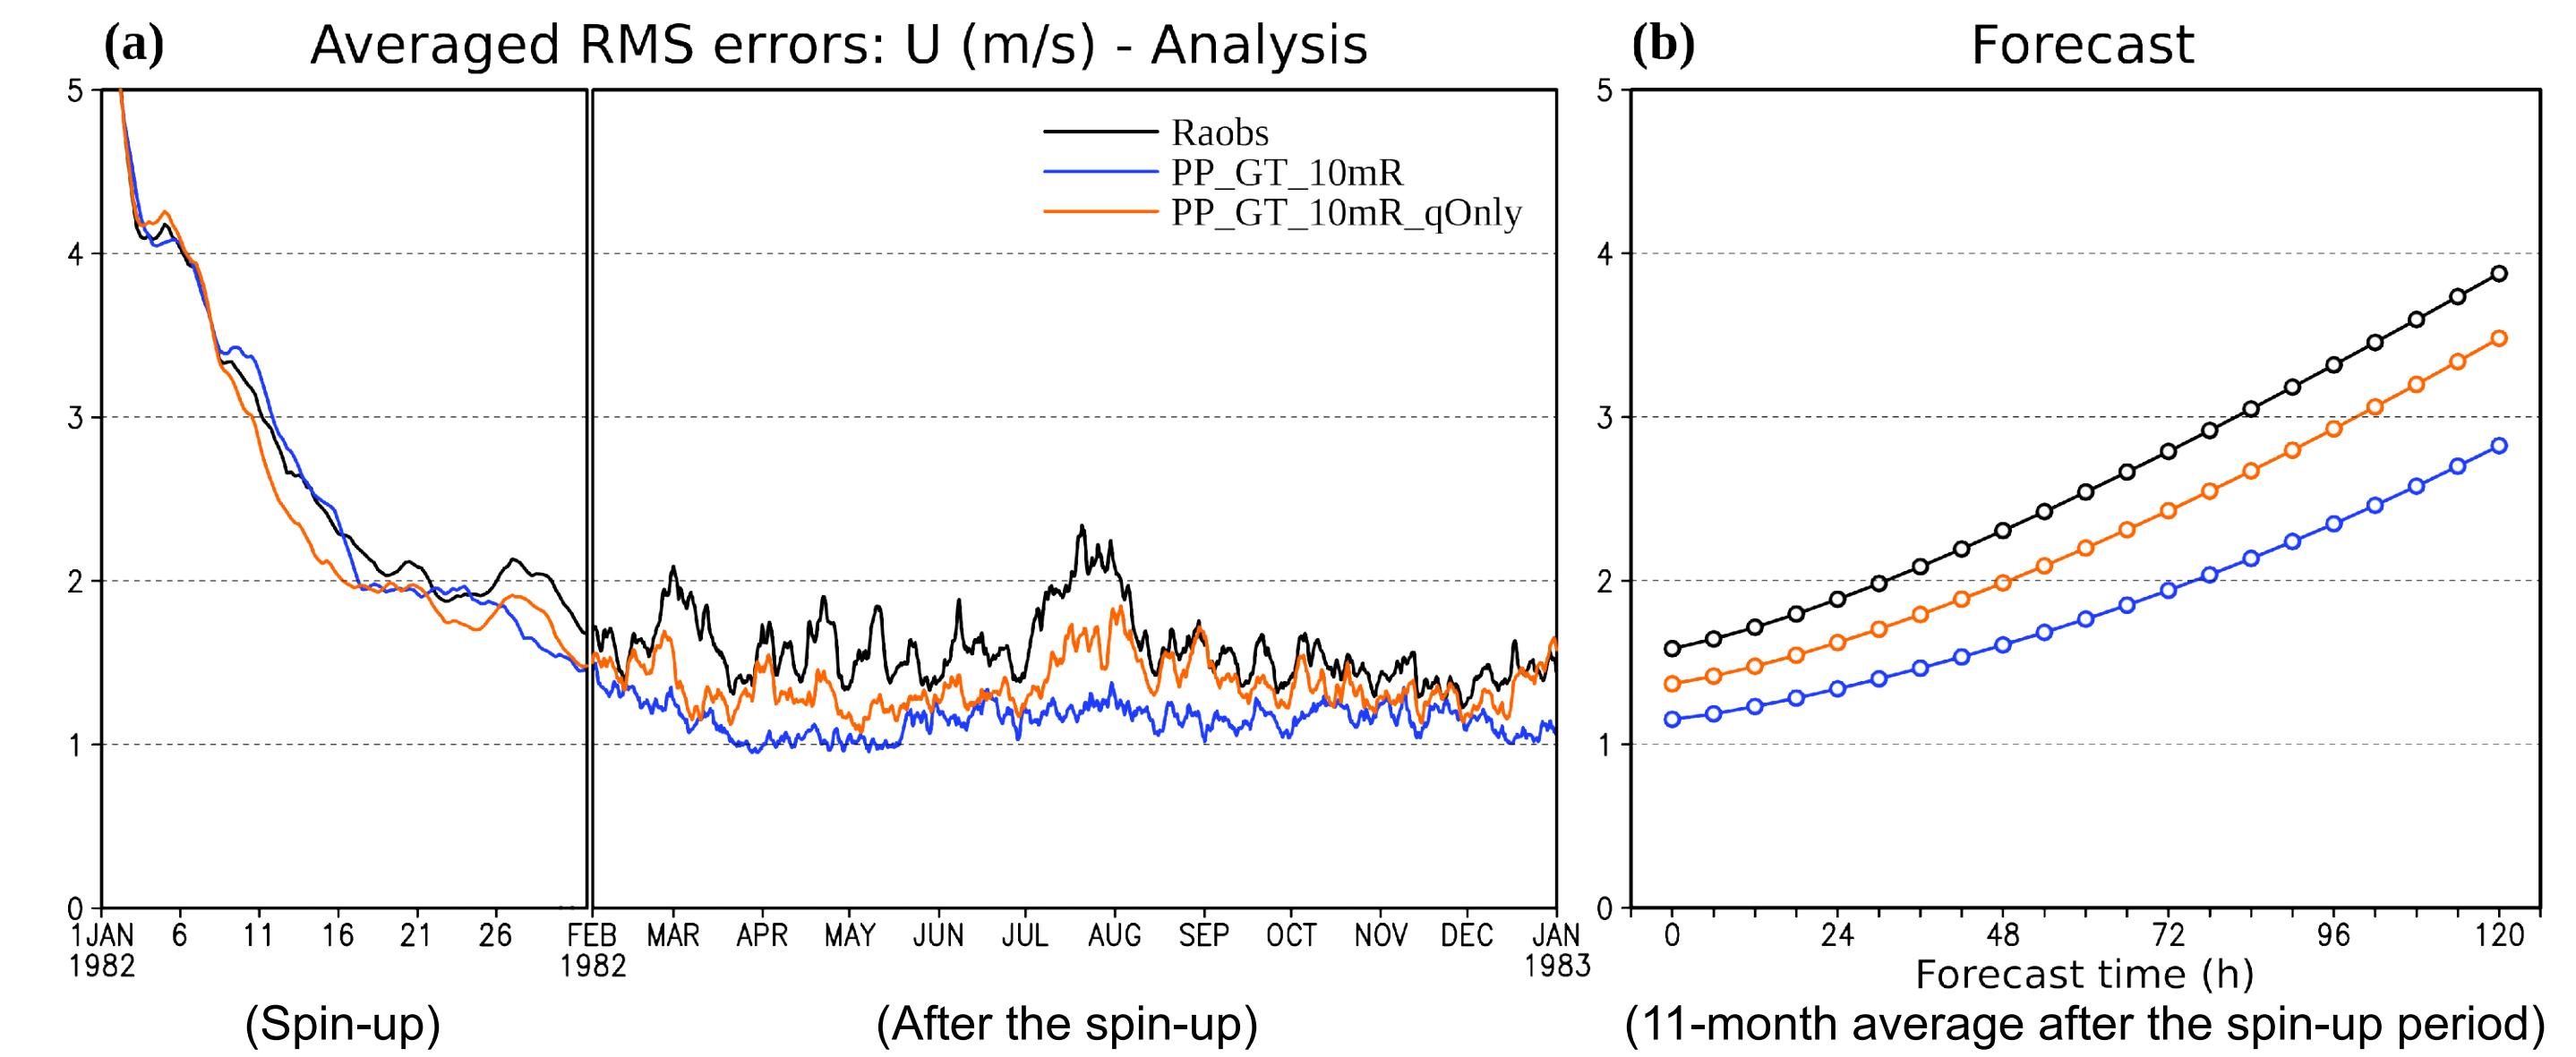 (a) Averaged RMS errors: U (m/s) - Analysis
Raobs
PP_GT_10mR
PP_GT_10mR_qOnly
5
4
3
2
1
0
1JAN 6 11 16 21 26 FEB MAR APR MAY JUN JUL AUG SEP OCT NOV DEC JAN
1982 1982 1983
(Spin-up) (After the spin-up)
(b) Forecast
5
4
3
2
1
0
0 24 48 72 96 120
Forecast time (h)
(11-month average after the spin-up period)